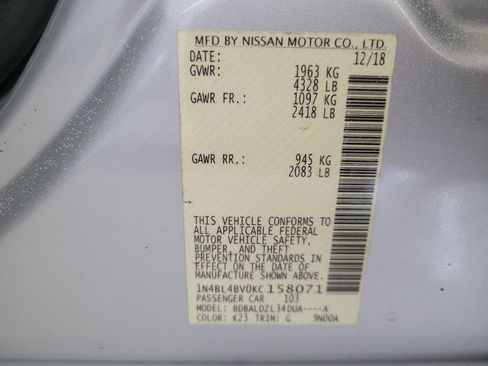 MFD BY NISSAN MOTOR CO., LTD.
DATE: 12/18
GVWR: 1963 KG
4328 LB
GAWR FR.: 1097 KG
2418 LB
GAWR RR.: 945 KG
2083 LB
THIS VEHICLE CONFORMS TO
ALL APPLICABLE FEDERAL
MOTOR VEHICLE SAFETY,
BUMPER, AND THEFT
PREVENTION STANDARDS IN
EFFECT ON THE DATE OF
MANUFACTURE SHOWN ABOVE.
1N4BL4BV0KC158071
PASSENGER CAR 103
MODEL: BDBALDZL34DUA----A
COLOR: K23 TRIM: G 9N00A